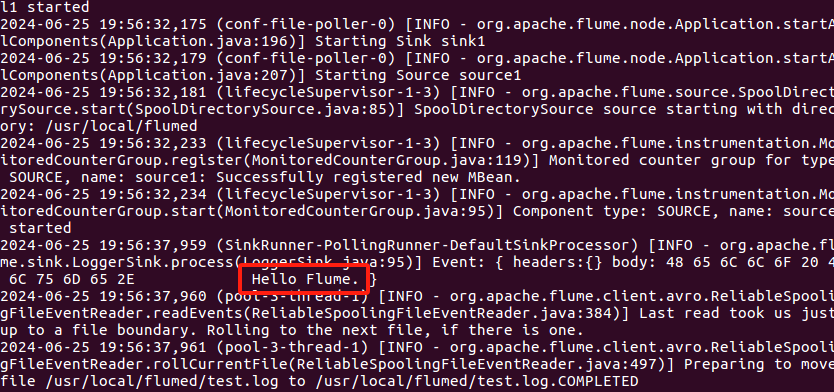 l1 started
2024-06-25 19:56:32,175 (conf-file-poller-0) [INFO - org.apache.flume.node.Application.startA
lComponents(Application.java:196)] Starting Sink sink1
2024-06-25 19:56:32,179 (conf-file-poller-0) [INFO - org.apache.flume.node.Application.startA
lComponents(Application.java:207)] Starting Source source1
2024-06-25 19:56:32,181 (lifecycleSupervisor-1-3) [INFO - org.apache.flume.source.SpoolDirect
rySource.start(SpoolDirectorySource.java:85)] SpoolDirectorySource source starting with direc
ory: /usr/local/flumed
2024-06-25 19:56:32,233 (lifecycleSupervisor-1-3) [INFO - org.apache.flume.instrumentation.Mo
itoredCounterGroup.register(MonitoredCounterGroup.java:119)] Monitored counter group for type
SOURCE, name: source1: Successfully registered new MBean.
2024-06-25 19:56:32,234 (lifecycleSupervisor-1-3) [INFO - org.apache.flume.instrumentation.Mo
itoredCounterGroup.start(MonitoredCounterGroup.java:95)] Component type: SOURCE, name: source
started
2024-06-25 19:56:37,959 (SinkRunner-PollingRunner-DefaultSinkProcessor) [INFO - org.apache.fl
me.sink.LoggerSink.process(LoggerSink.java:95)] Event: { headers:{} body: 48 65 6C 6C 6F 20 4
6C 75 6D 65 2E Hello Flume. }
2024-06-25 19:56:37,960 (pool-3-thread-1) [INFO - org.apache.flume.client.avro.ReliableSpooli
gFileEventReader.readEvents(ReliableSpoolingFileEventReader.java:384)] Last read took us just
up to a file boundary. Rolling to the next file, if there is one.
2024-06-25 19:56:37,961 (pool-3-thread-1) [INFO - org.apache.flume.client.avro.ReliableSpooli
gFileEventReader.rollCurrentFile(ReliableSpoolingFileEventReader.java:497)] Preparing to move
file /usr/local/flumed/test.log to /usr/local/flumed/test.log.COMPLETED